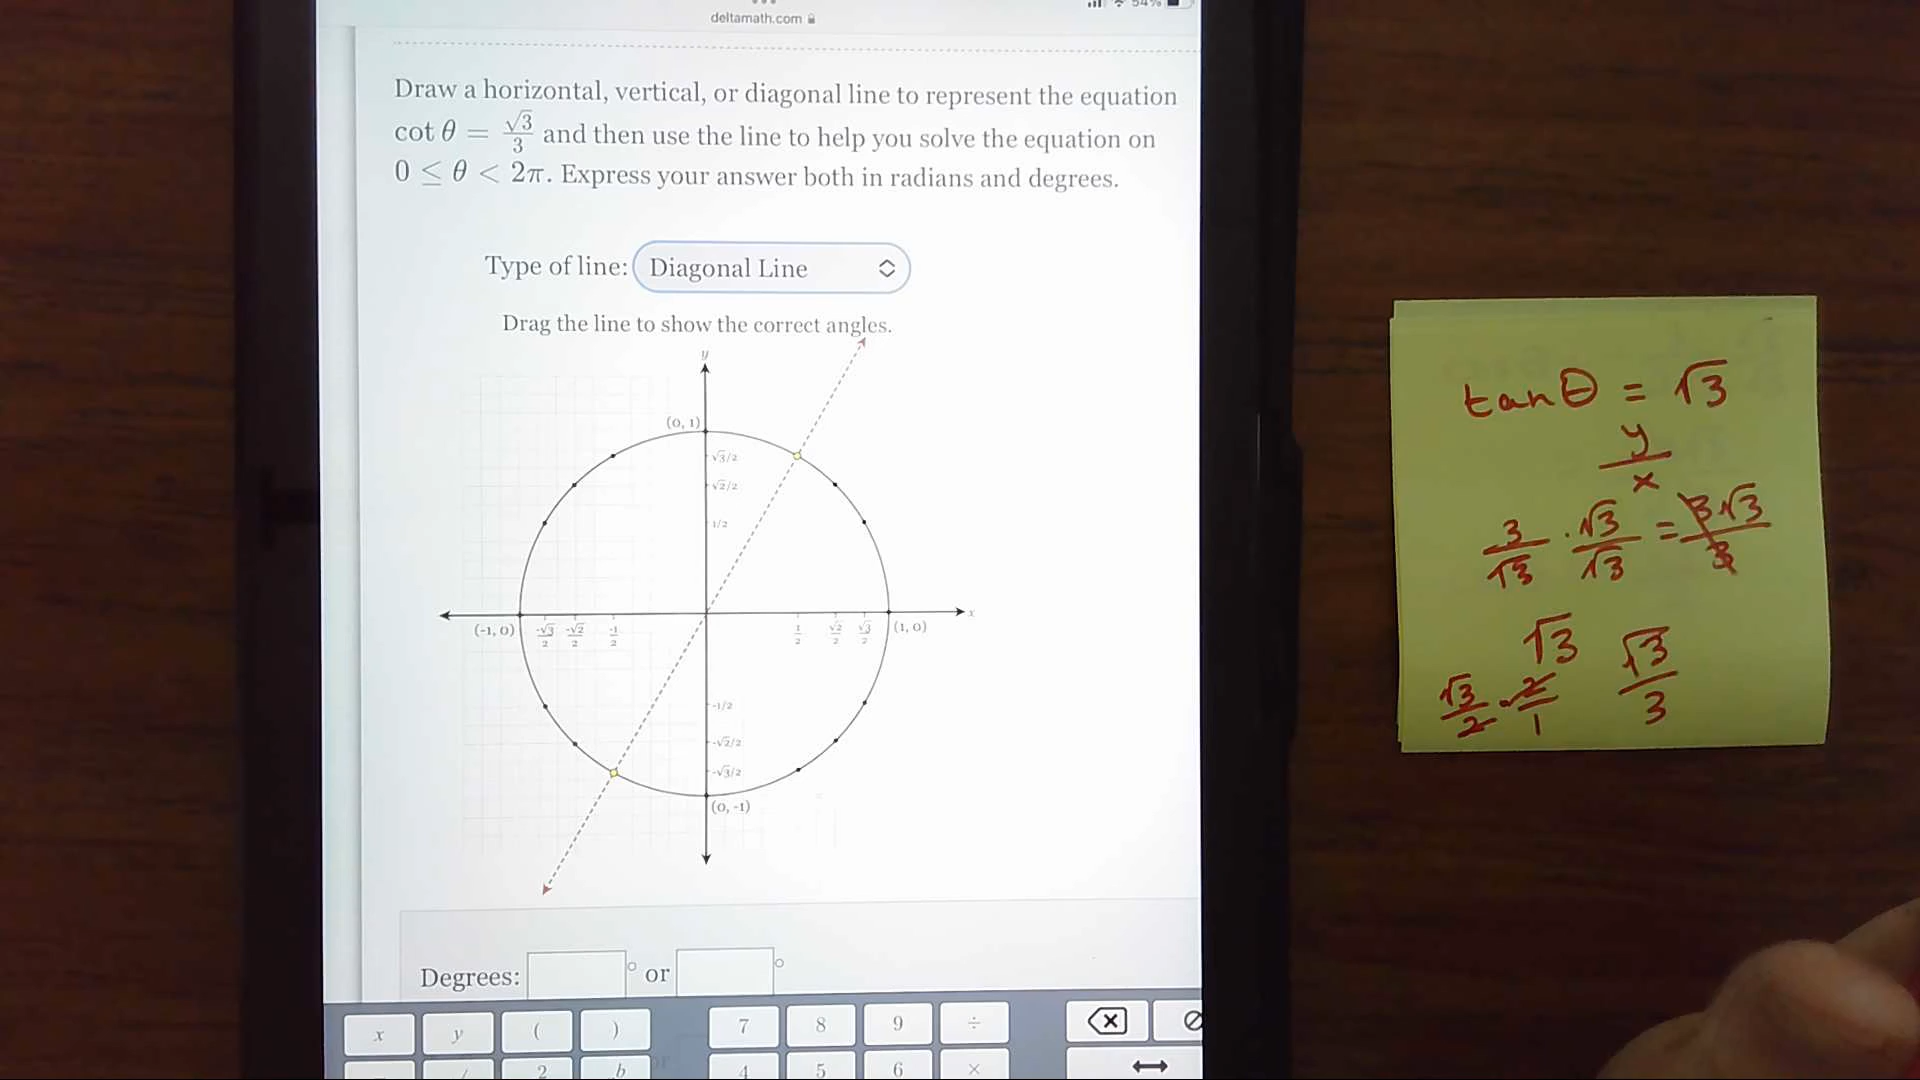 deltamath.com
54%
Draw a horizontal, vertical, or diagonal line to represent the equation
cot θ = √3/3 and then use the line to help you solve the equation on
0 ≤ θ < 2π. Express your answer both in radians and degrees.
Type of line: Diagonal Line
Drag the line to show the correct angles.
y
(0, 1)
√3/2
√2/2
1/2
x
(-1, 0) -√3/2 -√2/2 -1/2 1/2 √2/2 √3/2 (1, 0)
-1/2
-√2/2
-√3/2
(0, -1)
Degrees: ° or °
x y ( ) 7 8 9 ÷
2 b 4 5 6 ×
tanθ = √3
y/x
3/√3 · √3/√3 = 3√3/3
√3
√3/2 · 2/1 √3/3